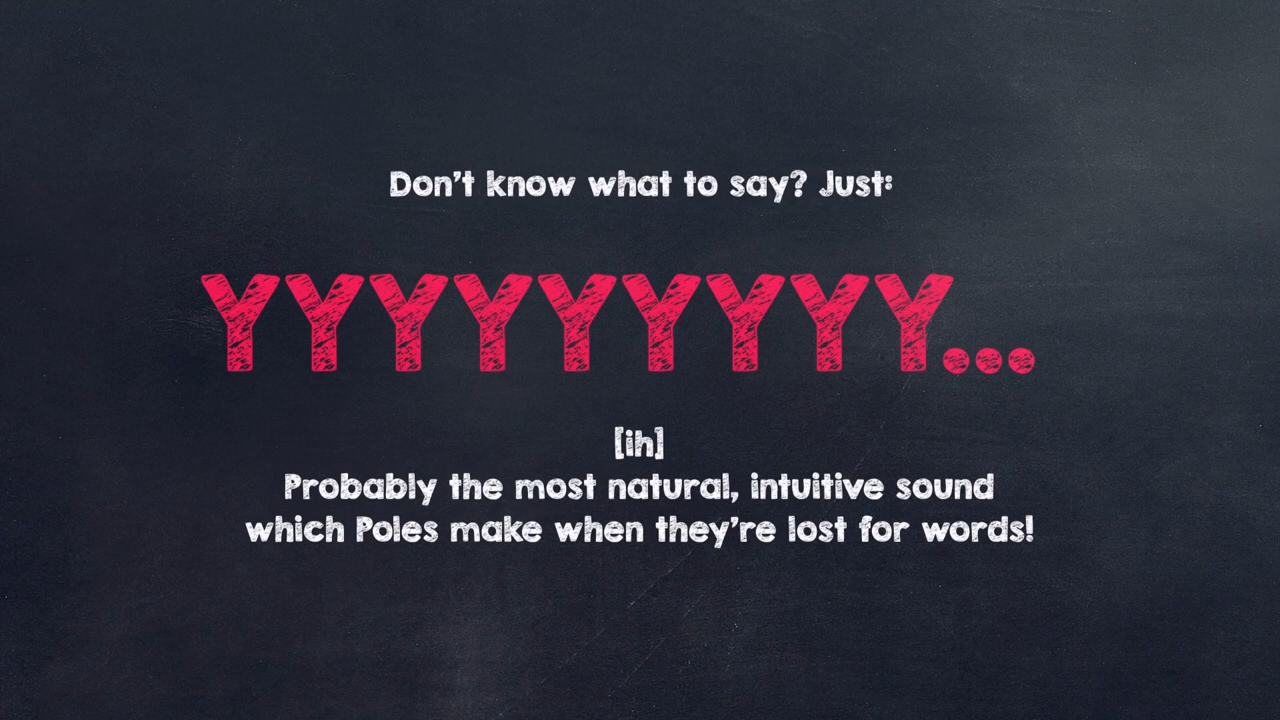 Don't know what to say? Just:
YYYYYYYYY...
[ih]
Probably the most natural, intuitive sound
which Poles make when they're lost for words!